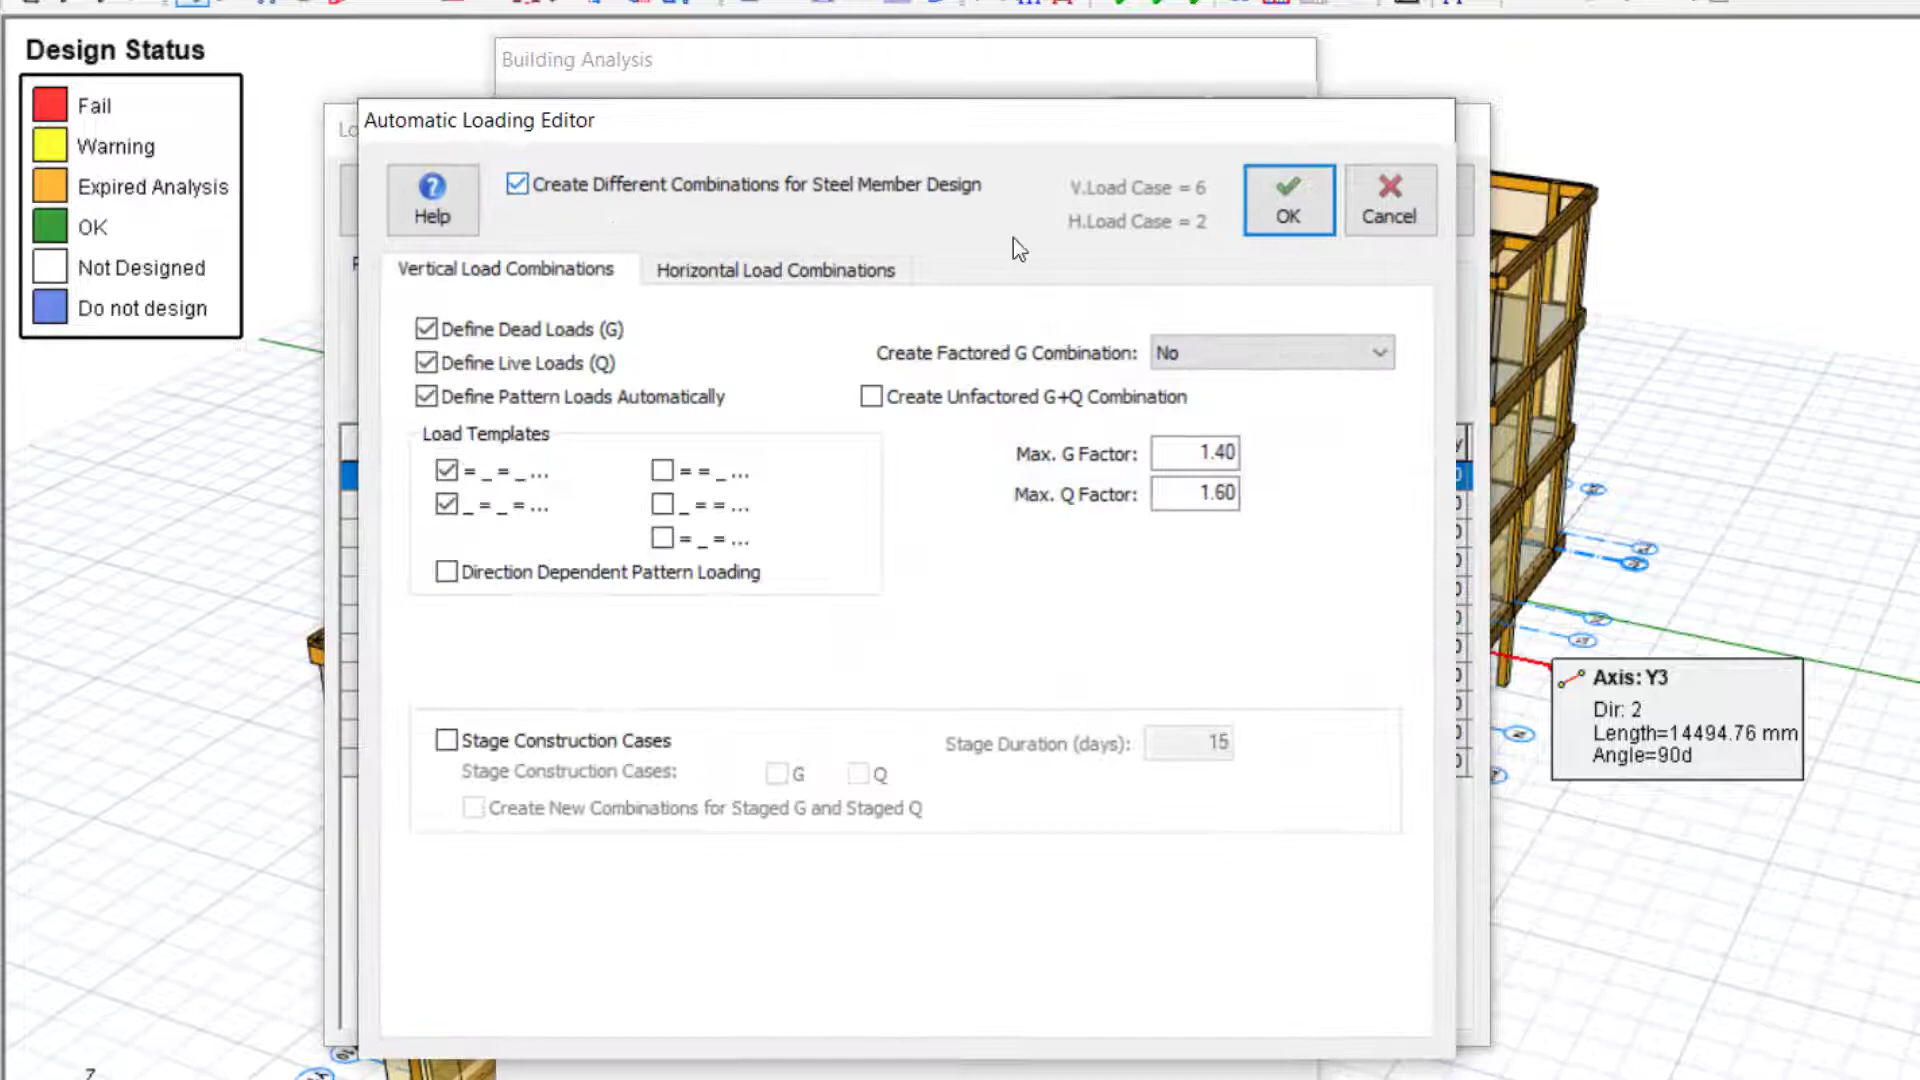 Design Status
Fail
Warning
Expired Analysis
OK
Not Designed
Do not design
Building Analysis
Automatic Loading Editor
Help
Create Different Combinations for Steel Member Design
V.Load Case = 6
H.Load Case = 2
OK
Cancel
Vertical Load Combinations
Horizontal Load Combinations
Define Dead Loads (G)
Define Live Loads (Q)
Define Pattern Loads Automatically
Create Factored G Combination: No
Create Unfactored G+Q Combination
Load Templates
= _ = _ ...
= = _ ...
_ = _ = ...
_ = = ...
= _ = ...
Direction Dependent Pattern Loading
Max. G Factor: 1.40
Max. Q Factor: 1.60
Stage Construction Cases
Stage Duration (days): 15
Stage Construction Cases: G Q
Create New Combinations for Staged G and Staged Q
Axis: Y3
Dir: 2
Length=14494.76 mm
Angle=90d
Z